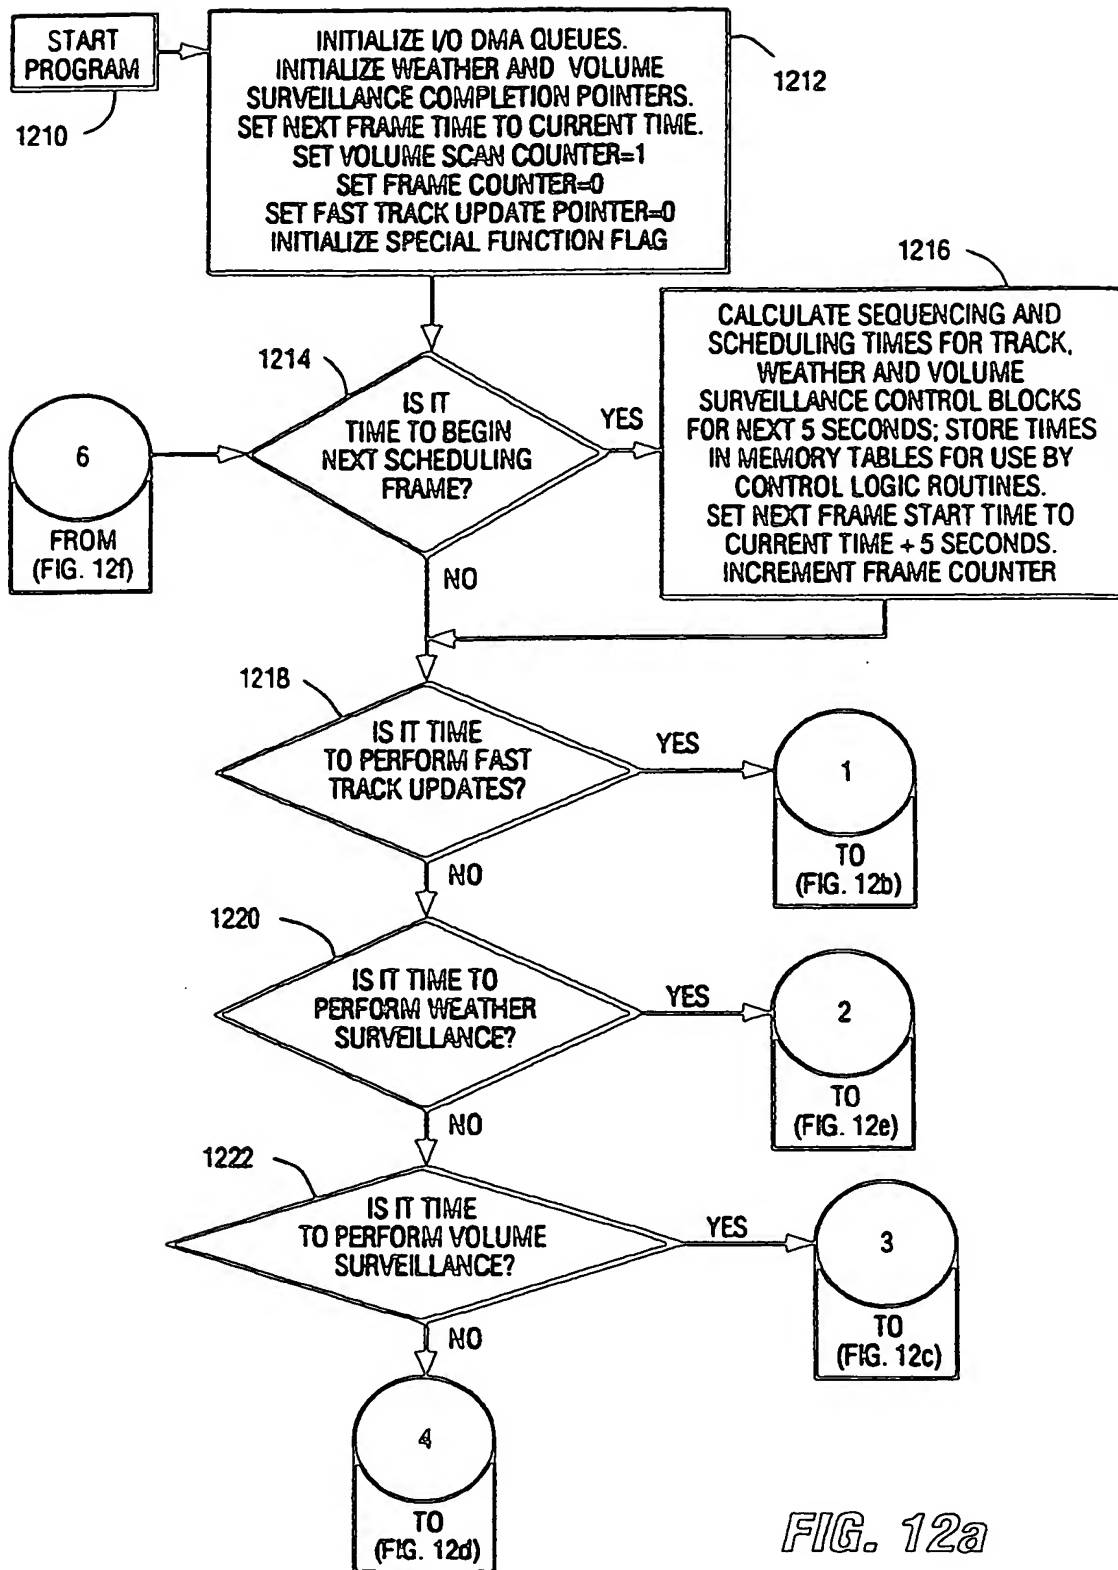 START
PROGRAM
1210
INITIALIZE I/O DMA QUEUES.
INITIALIZE WEATHER AND VOLUME
SURVEILLANCE COMPLETION POINTERS.
SET NEXT FRAME TIME TO CURRENT TIME.
SET VOLUME SCAN COUNTER=1
SET FRAME COUNTER=0
SET FAST TRACK UPDATE POINTER=0
INITIALIZE SPECIAL FUNCTION FLAG
1212
1214
IS IT
TIME TO BEGIN
NEXT SCHEDULING
FRAME?
YES
NO
6
FROM
(FIG. 12f)
1216
CALCULATE SEQUENCING AND
SCHEDULING TIMES FOR TRACK,
WEATHER AND VOLUME
SURVEILLANCE CONTROL BLOCKS
FOR NEXT 5 SECONDS; STORE TIMES
IN MEMORY TABLES FOR USE BY
CONTROL LOGIC ROUTINES.
SET NEXT FRAME START TIME TO
CURRENT TIME + 5 SECONDS.
INCREMENT FRAME COUNTER
1218
IS IT TIME
TO PERFORM FAST
TRACK UPDATES?
YES
1
TO
(FIG. 12b)
NO
1220
IS IT TIME TO
PERFORM WEATHER
SURVEILLANCE?
YES
2
TO
(FIG. 12e)
NO
1222
IS IT TIME
TO PERFORM VOLUME
SURVEILLANCE?
YES
3
TO
(FIG. 12c)
NO
4
TO
(FIG. 12d)
FIG. 12a